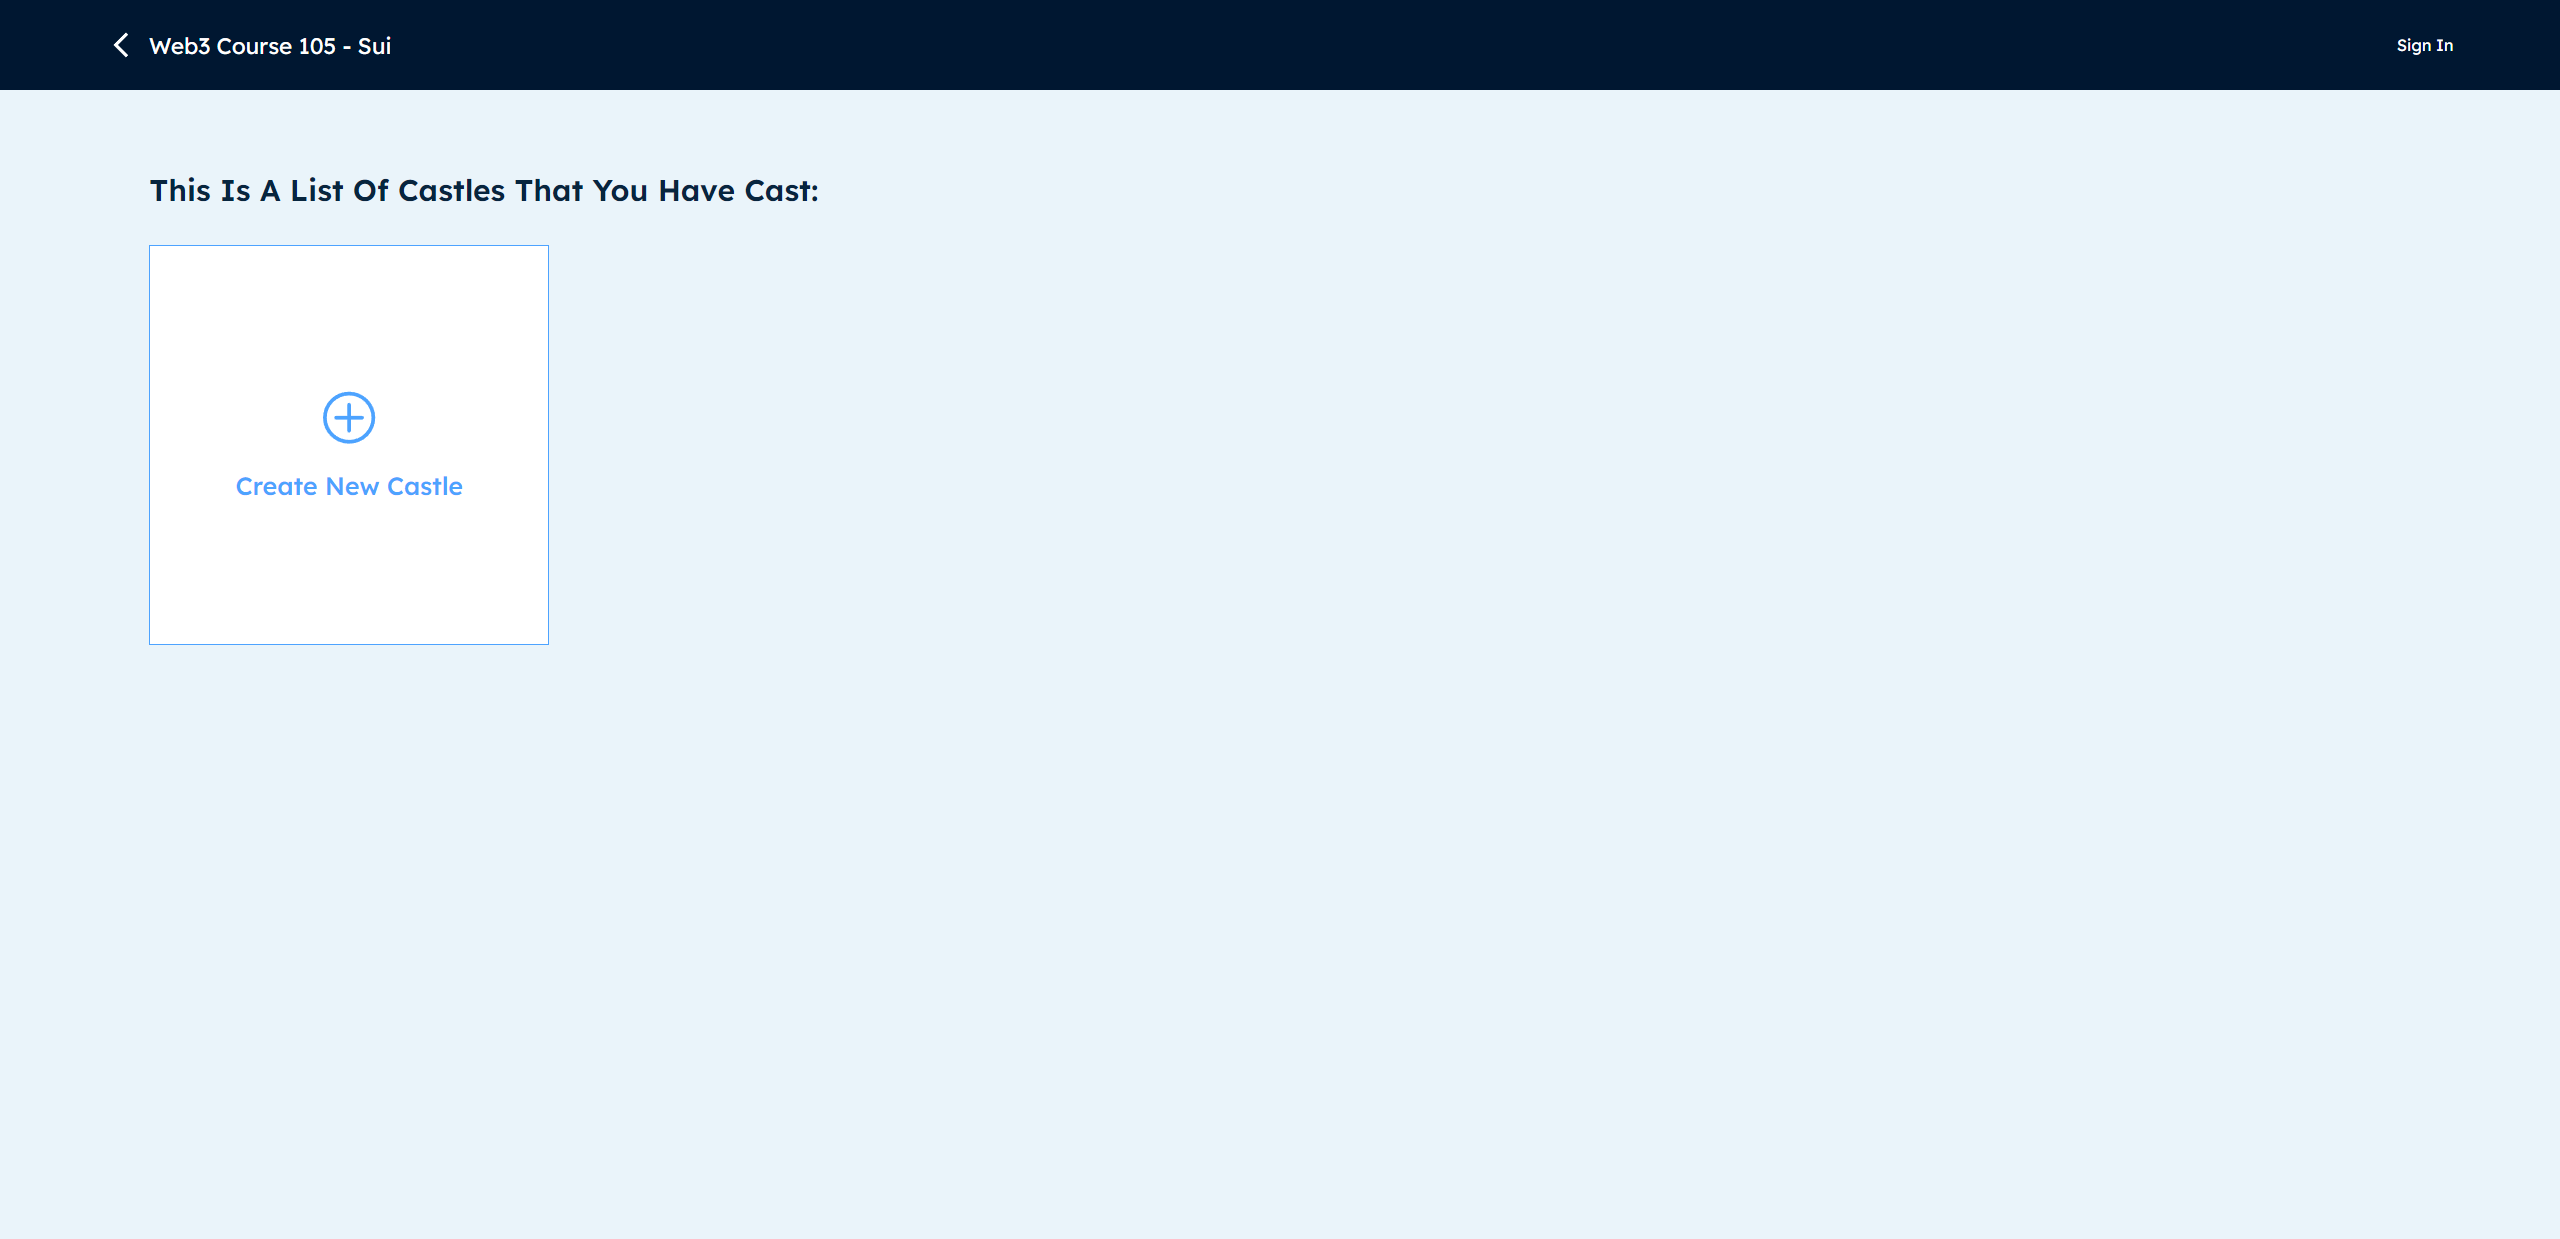 Web3 Course 105 - Sui
Sign In
This Is A List Of Castles That You Have Cast:
Create New Castle